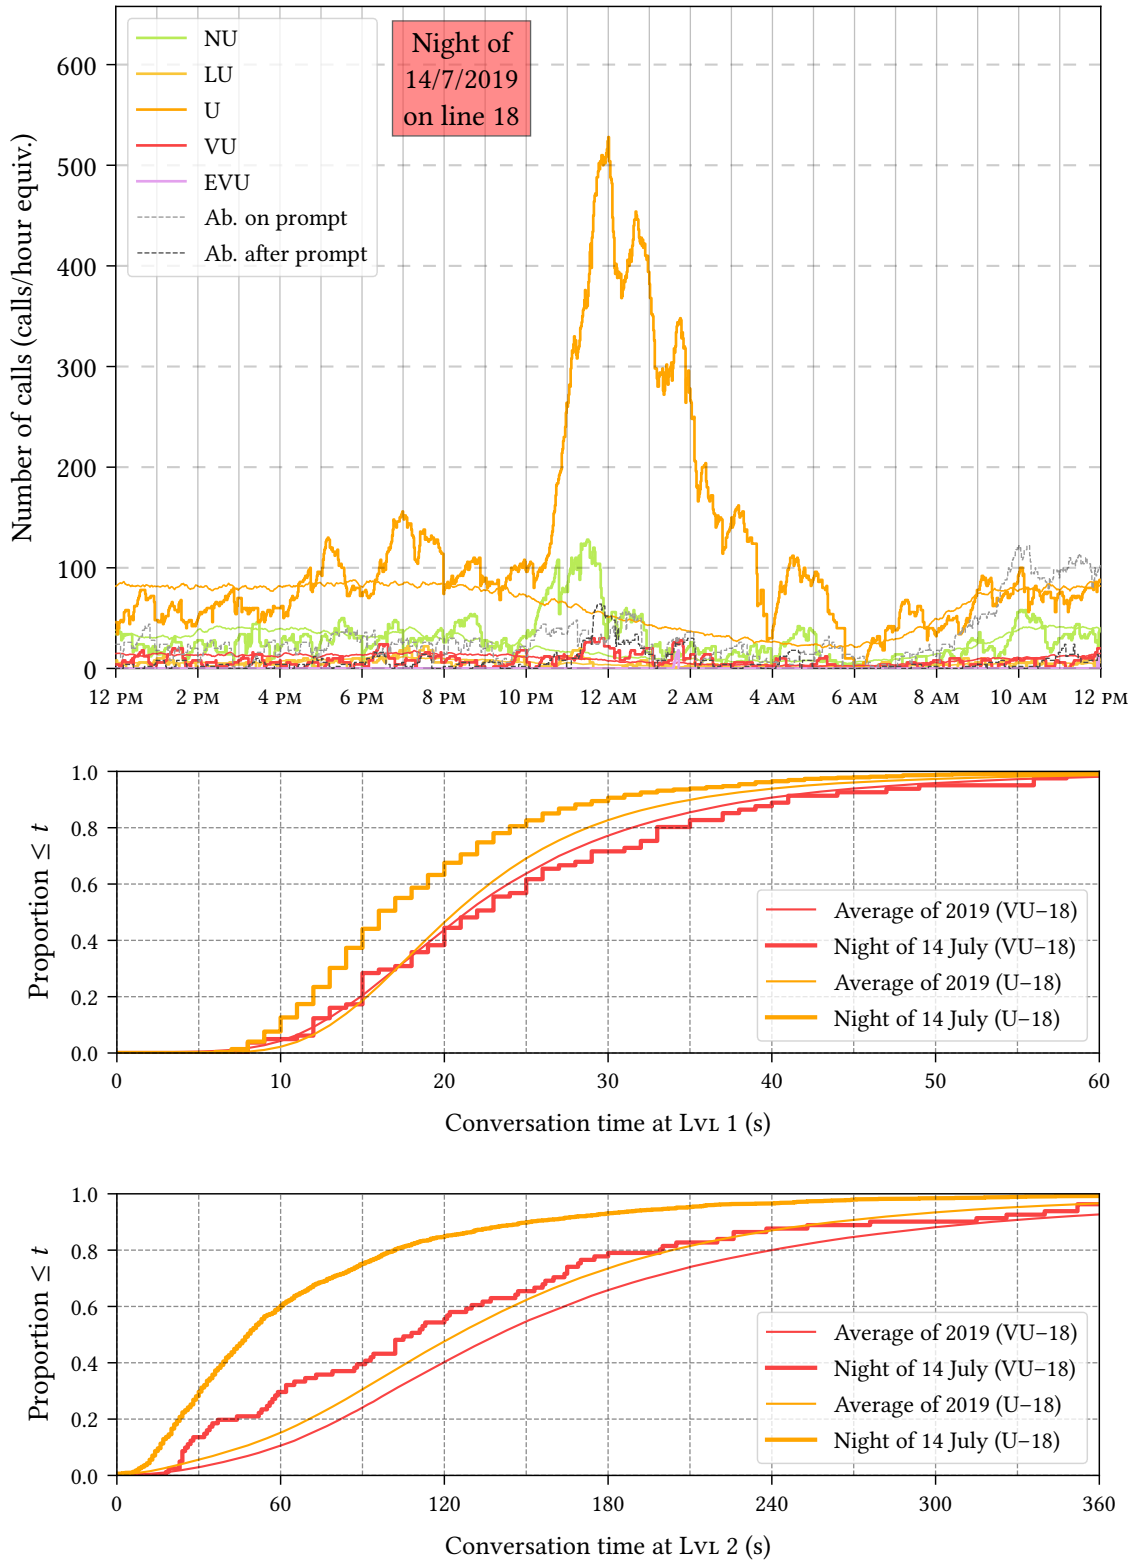 Number of calls (calls/hour equiv.)
600
500
400
300
200
100
0
NU
LU
U
VU
EVU
Ab. on prompt
Ab. after prompt
Night of
14/7/2019
on line 18
12 PM 2 PM 4 PM 6 PM 8 PM 10 PM 12 AM 2 AM 4 AM 6 AM 8 AM 10 AM 12 PM
Proportion ≤ t
1.0
0.8
0.6
0.4
0.2
0.0
Average of 2019 (VU–18)
Night of 14 July (VU–18)
Average of 2019 (U–18)
Night of 14 July (U–18)
0 10 20 30 40 50 60
Conversation time at LVL 1 (s)
Proportion ≤ t
1.0
0.8
0.6
0.4
0.2
0.0
Average of 2019 (VU–18)
Night of 14 July (VU–18)
Average of 2019 (U–18)
Night of 14 July (U–18)
0 60 120 180 240 300 360
Conversation time at LVL 2 (s)